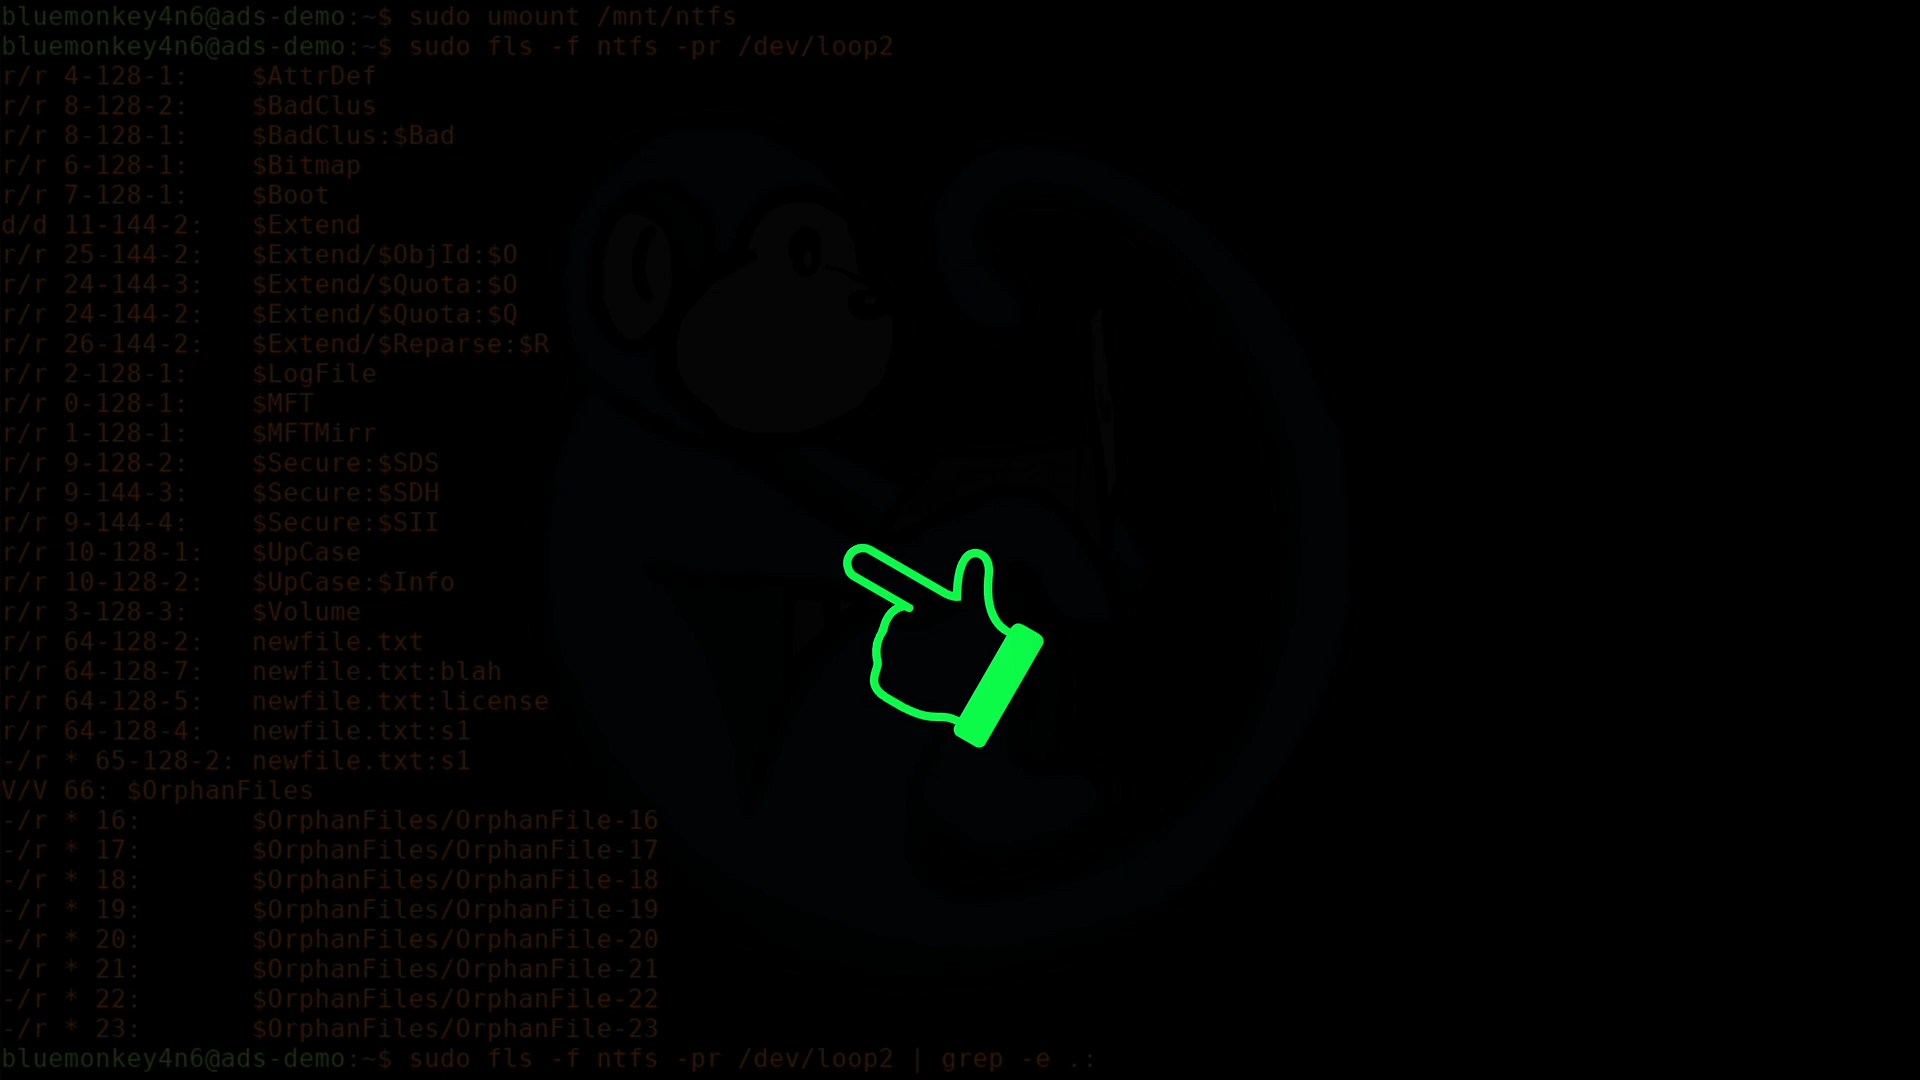 bluemonkey4n6@ads-demo:~$ sudo umount /mnt/ntfs
bluemonkey4n6@ads-demo:~$ sudo fls -f ntfs -pr /dev/loop2
r/r 4-128-1:    $AttrDef
r/r 8-128-2:    $BadClus
r/r 8-128-1:    $BadClus:$Bad
r/r 6-128-1:    $Bitmap
r/r 7-128-1:    $Boot
d/d 11-144-2:   $Extend
r/r 25-144-2:   $Extend/$ObjId:$O
r/r 24-144-3:   $Extend/$Quota:$O
r/r 24-144-2:   $Extend/$Quota:$Q
r/r 26-144-2:   $Extend/$Reparse:$R
r/r 2-128-1:    $LogFile
r/r 0-128-1:    $MFT
r/r 1-128-1:    $MFTMirr
r/r 9-128-2:    $Secure:$SDS
r/r 9-144-3:    $Secure:$SDH
r/r 9-144-4:    $Secure:$SII
r/r 10-128-1:   $UpCase
r/r 10-128-2:   $UpCase:$Info
r/r 3-128-3:    $Volume
r/r 64-128-2:   newfile.txt
r/r 64-128-7:   newfile.txt:blah
r/r 64-128-5:   newfile.txt:license
r/r 64-128-4:   newfile.txt:s1
-/r * 65-128-2: newfile.txt:s1
V/V 66: $OrphanFiles
-/r * 16:       $OrphanFiles/OrphanFile-16
-/r * 17:       $OrphanFiles/OrphanFile-17
-/r * 18:       $OrphanFiles/OrphanFile-18
-/r * 19:       $OrphanFiles/OrphanFile-19
-/r * 20:       $OrphanFiles/OrphanFile-20
-/r * 21:       $OrphanFiles/OrphanFile-21
-/r * 22:       $OrphanFiles/OrphanFile-22
-/r * 23:       $OrphanFiles/OrphanFile-23
bluemonkey4n6@ads-demo:~$ sudo fls -f ntfs -pr /dev/loop2 | grep -e .: